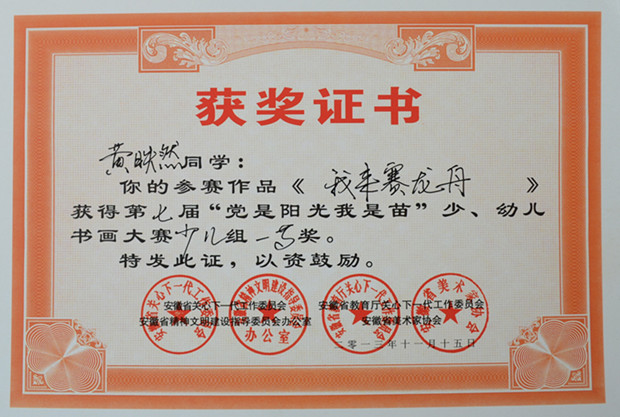 获奖证书
黄映然同学：
你的参赛作品《我来赛龙舟》
获得第七届“党是阳光我是苗”少、幼儿
书画大赛少儿组一等奖。
特发此证，以资鼓励。
安徽省关心下一代工作委员会 安徽省教育厅关心下一代工作委员会
安徽省精神文明建设指导委员会办公室 安徽省美术家协会
办公室
二〇一三年十一月十五日